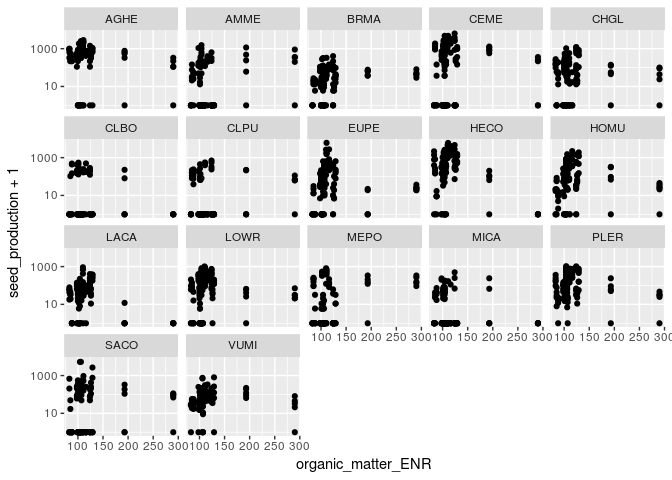 AGHE AMME BRMA CEME CHGL
1000
10
CLBO CLPU EUPE HECO HOMU
1000
10
LACA LOWR MEPO MICA PLER
1000
10
100 150 200 250 300 100 150 200 250 300 100 150 200 250 300
SACO VUMI
1000
10
100 150 200 250 300 100 150 200 250 300
organic_matter_ENR
seed_production + 1